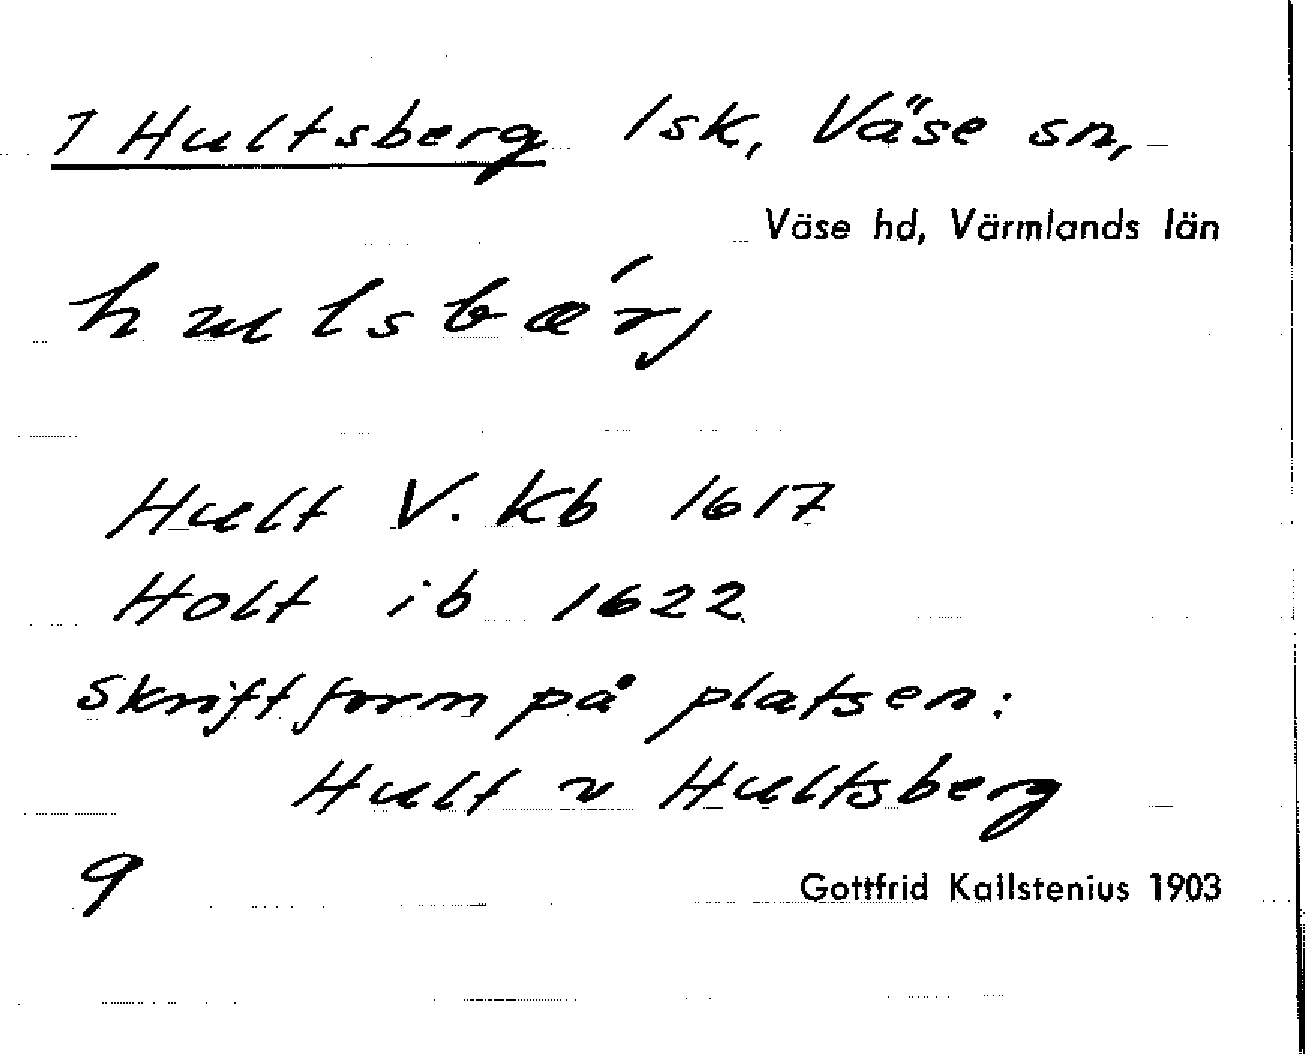 1 Hultsberg lsk, Väse sn,
Väse hd, Värmlands län
hulsbær´j
Hult V. Kb 1617
Holt ib 1622
Skriftform på platsen:
Hult v Hultsberg
9
Gottfrid Kallstenius 1903